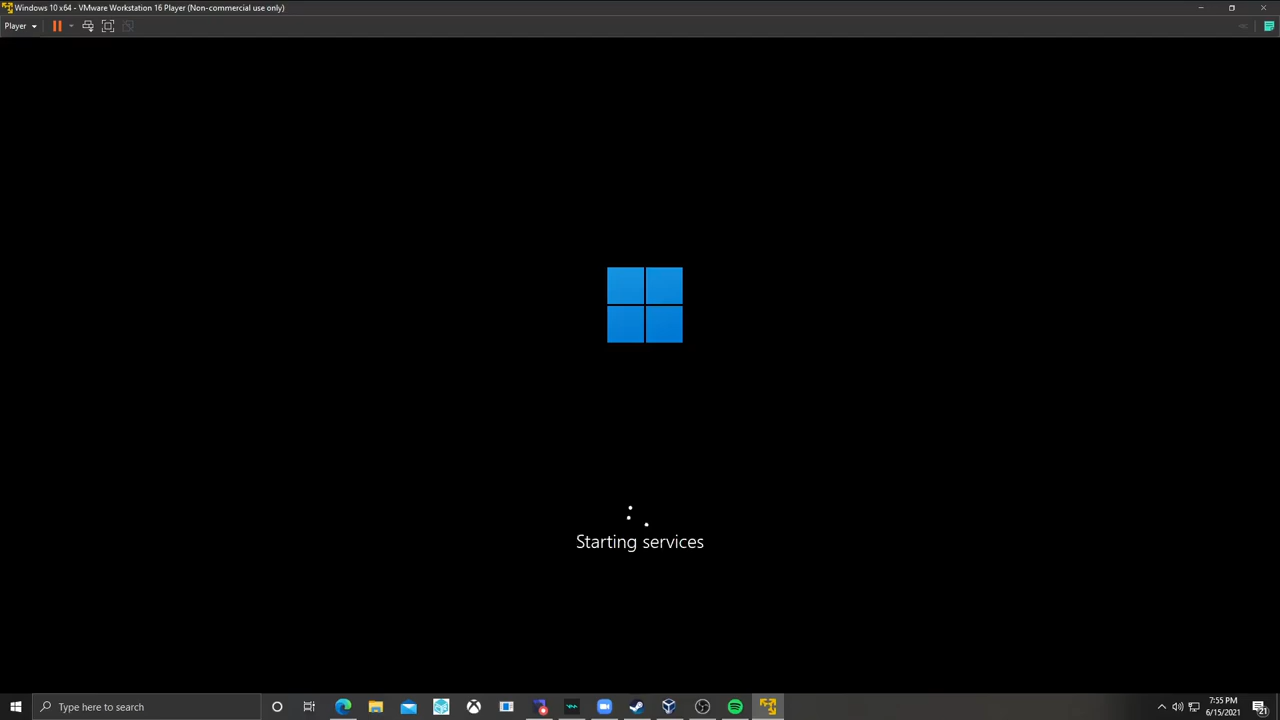 Windows 10 x64 - VMware Workstation 16 Player (Non-commercial use only)
Player
Starting services
Type here to search
7:55 PM
6/15/2021
21